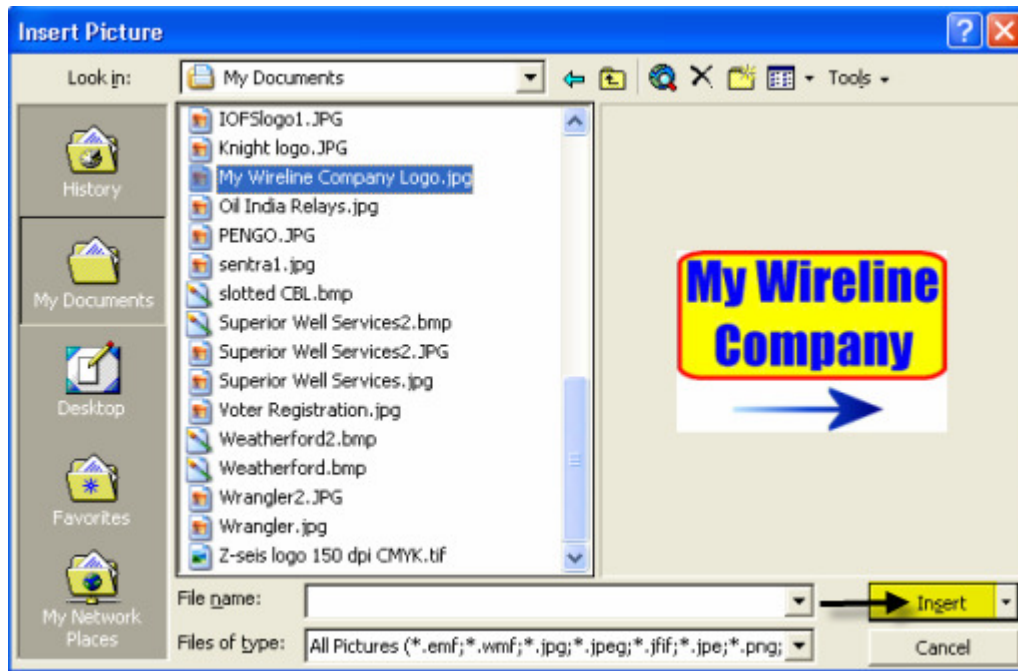 Insert Picture
Look in:
My Documents
Tools
History
My Documents
Desktop
Favorites
My Network
Places
IOFSlogo1.JPG
Knight logo.JPG
My Wireline Company Logo.jpg
Oil India Relays.jpg
PENGO.JPG
sentra1.jpg
slotted CBL.bmp
Superior Well Services2.bmp
Superior Well Services2.JPG
Superior Well Services.jpg
Voter Registration.jpg
Weatherford2.bmp
Weatherford.bmp
Wrangler2.JPG
Wrangler.jpg
Z-seis logo 150 dpi CMYK.tif
My Wireline
Company
File name:
Insert
Files of type:
All Pictures (*.emf;*.wmf;*.jpg;*.jpeg;*.jfif;*.jpe;*.png;
Cancel